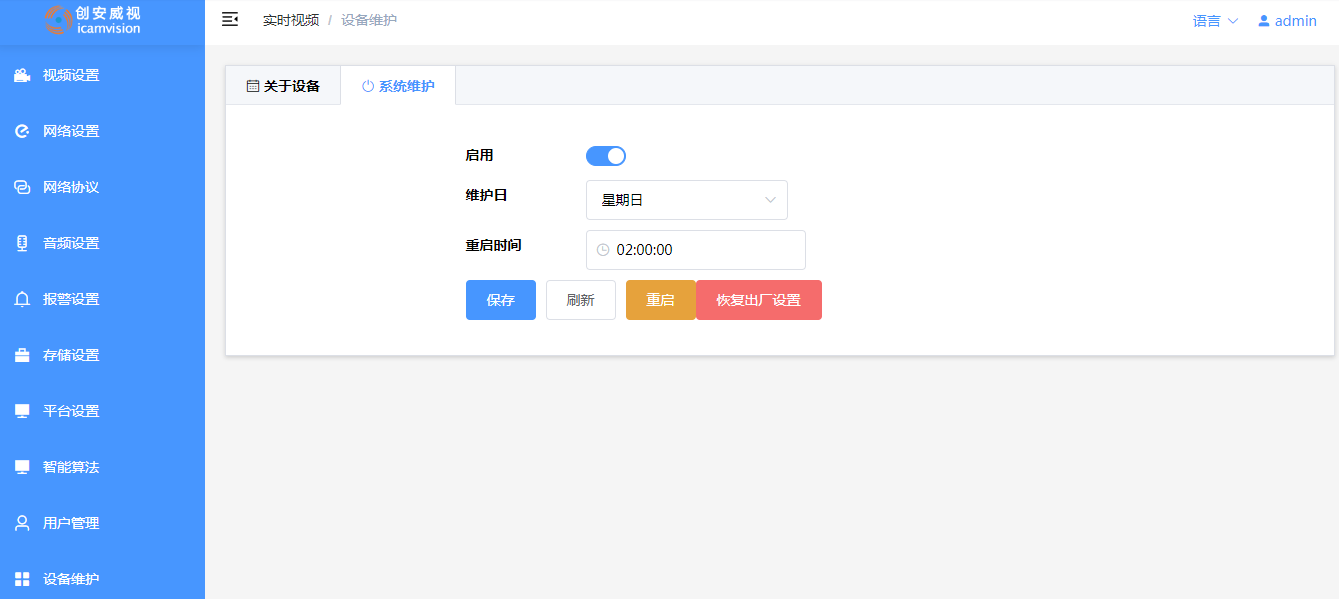 创安威视
icamvision
实时视频 / 设备维护
语言
admin
视频设置
网络设置
网络协议
音频设置
报警设置
存储设置
平台设置
智能算法
用户管理
设备维护
关于设备
系统维护
启用
维护日
星期日
重启时间
02:00:00
保存
刷新
重启
恢复出厂设置